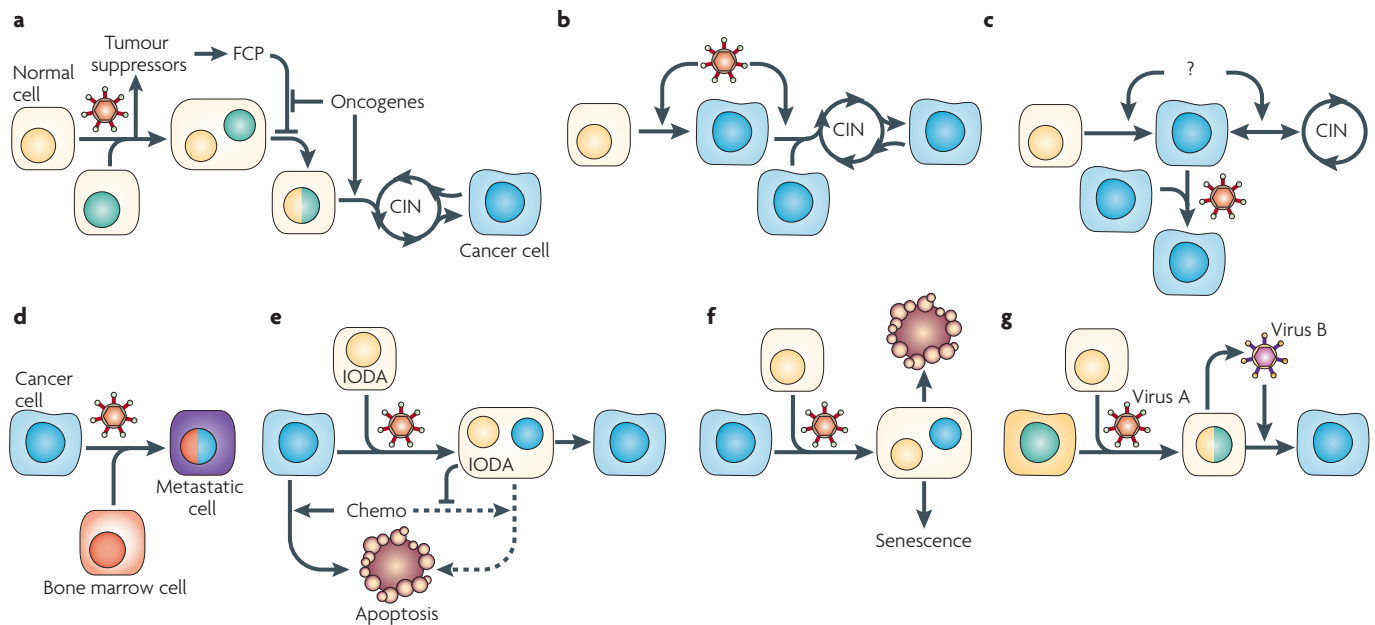 a
Tumour
suppressors
FCP
Normal
cell
Oncogenes
CIN
Cancer cell
b
CIN
c
?
CIN
d
Cancer
cell
Metastatic
cell
Bone marrow cell
e
IODA
IODA
Chemo
Apoptosis
f
Senescence
g
Virus B
Virus A